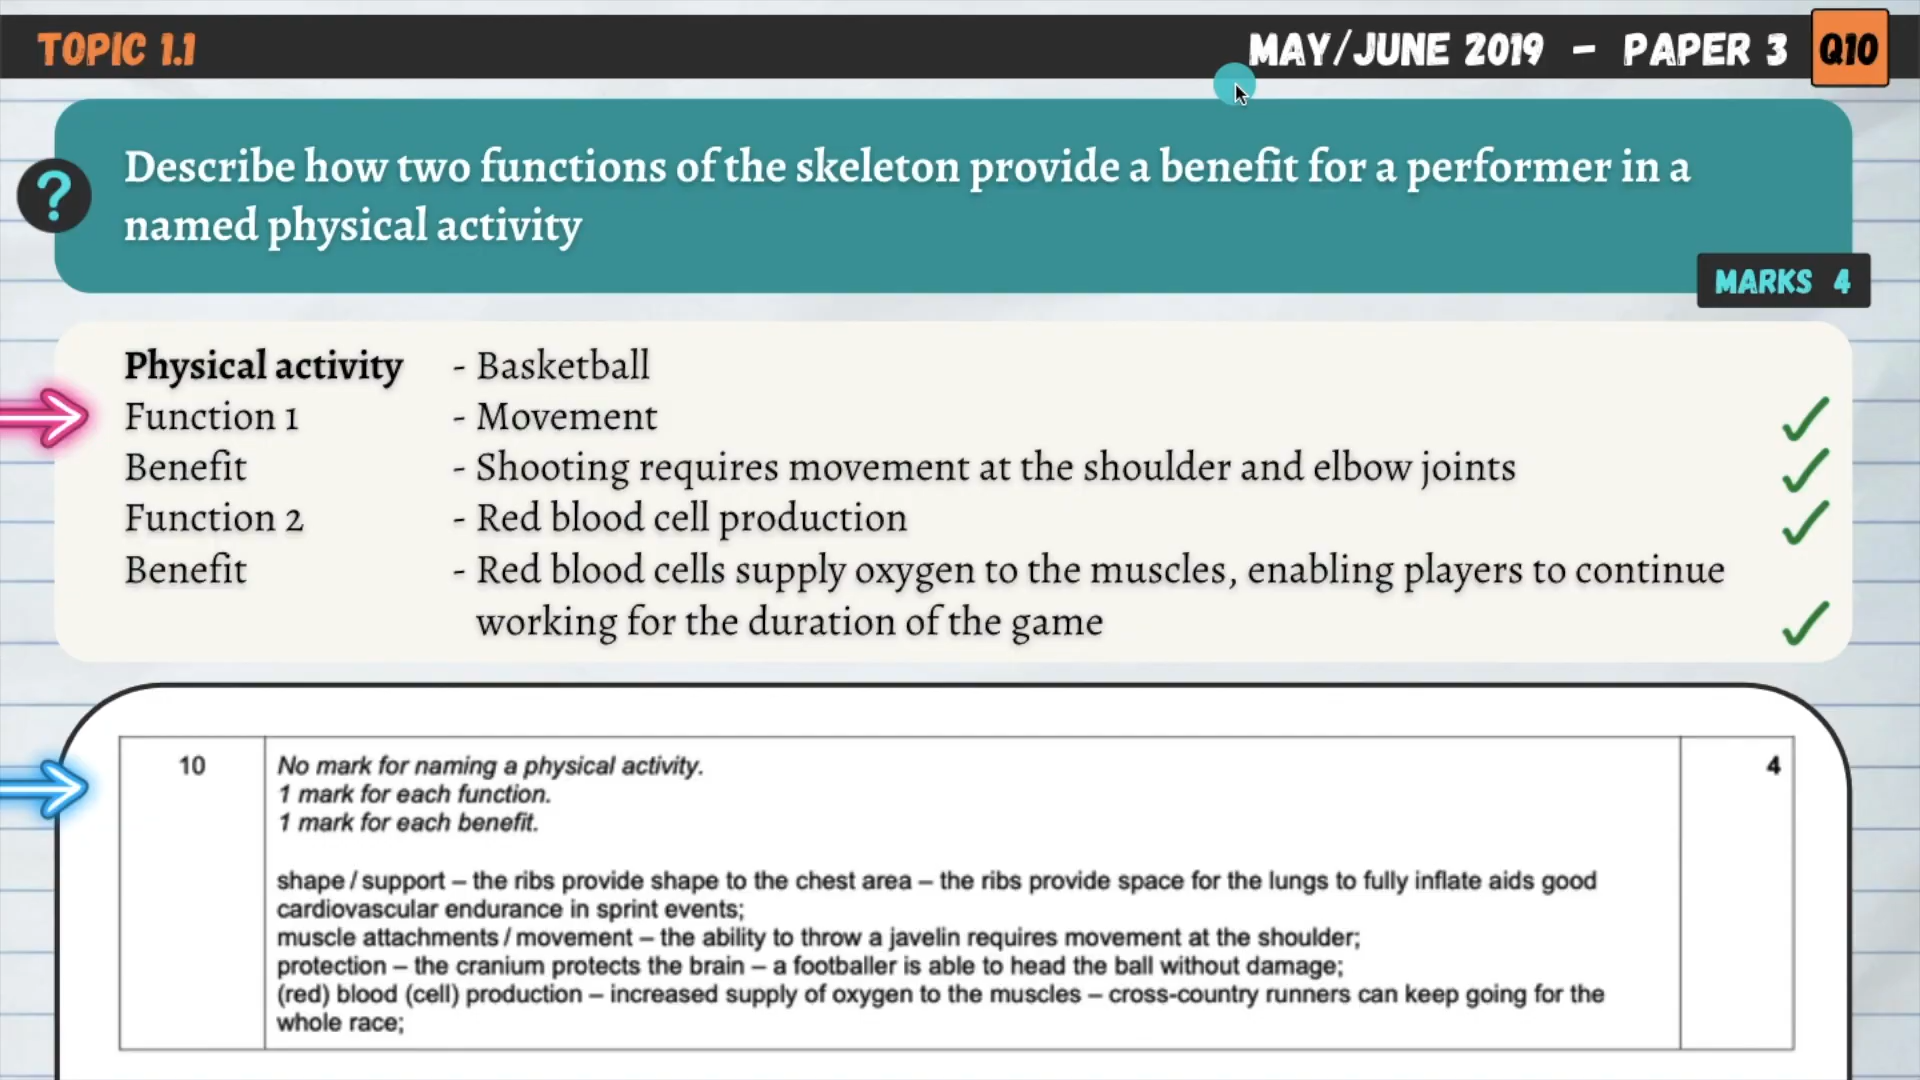 TOPIC 1.1
MAY/JUNE 2019 - PAPER 3 Q10
?
Describe how two functions of the skeleton provide a benefit for a performer in a
named physical activity
MARKS 4
Physical activity - Basketball
Function 1 - Movement
Benefit - Shooting requires movement at the shoulder and elbow joints
Function 2 - Red blood cell production
Benefit - Red blood cells supply oxygen to the muscles, enabling players to continue
working for the duration of the game
10 No mark for naming a physical activity. 4
1 mark for each function.
1 mark for each benefit.
shape / support – the ribs provide shape to the chest area – the ribs provide space for the lungs to fully inflate aids good
cardiovascular endurance in sprint events;
muscle attachments / movement – the ability to throw a javelin requires movement at the shoulder;
protection – the cranium protects the brain – a footballer is able to head the ball without damage;
(red) blood (cell) production – increased supply of oxygen to the muscles – cross-country runners can keep going for the
whole race;